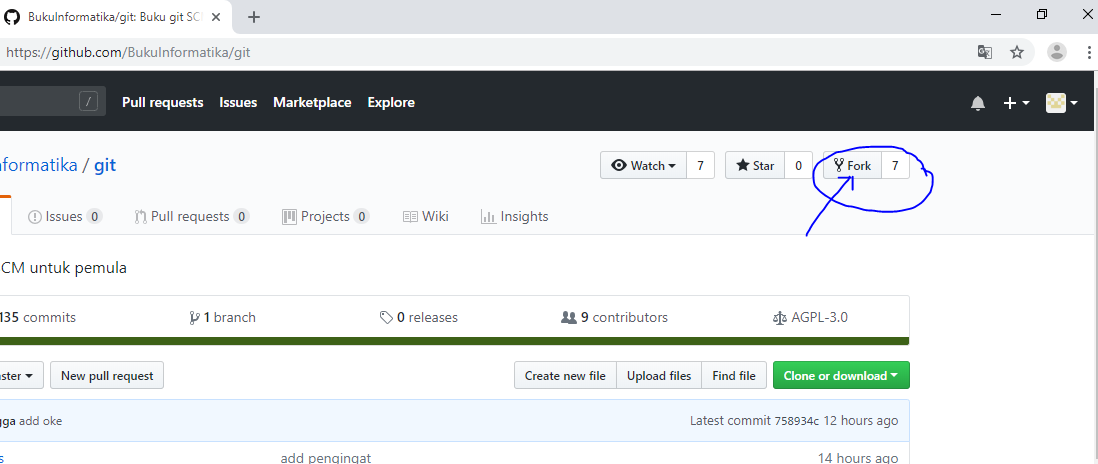 BukuInformatika/git: Buku git SC
https://github.com/BukuInformatika/git
/ Pull requests Issues Marketplace Explore
nformatika / git Watch 7 Star 0 Fork 7
Issues 0 Pull requests 0 Projects 0 Wiki Insights
CM untuk pemula
135 commits 1 branch 0 releases 9 contributors AGPL-3.0
ster New pull request Create new file Upload files Find file Clone or download
gga add oke Latest commit 758934c 12 hours ago
s add pengingat 14 hours ago